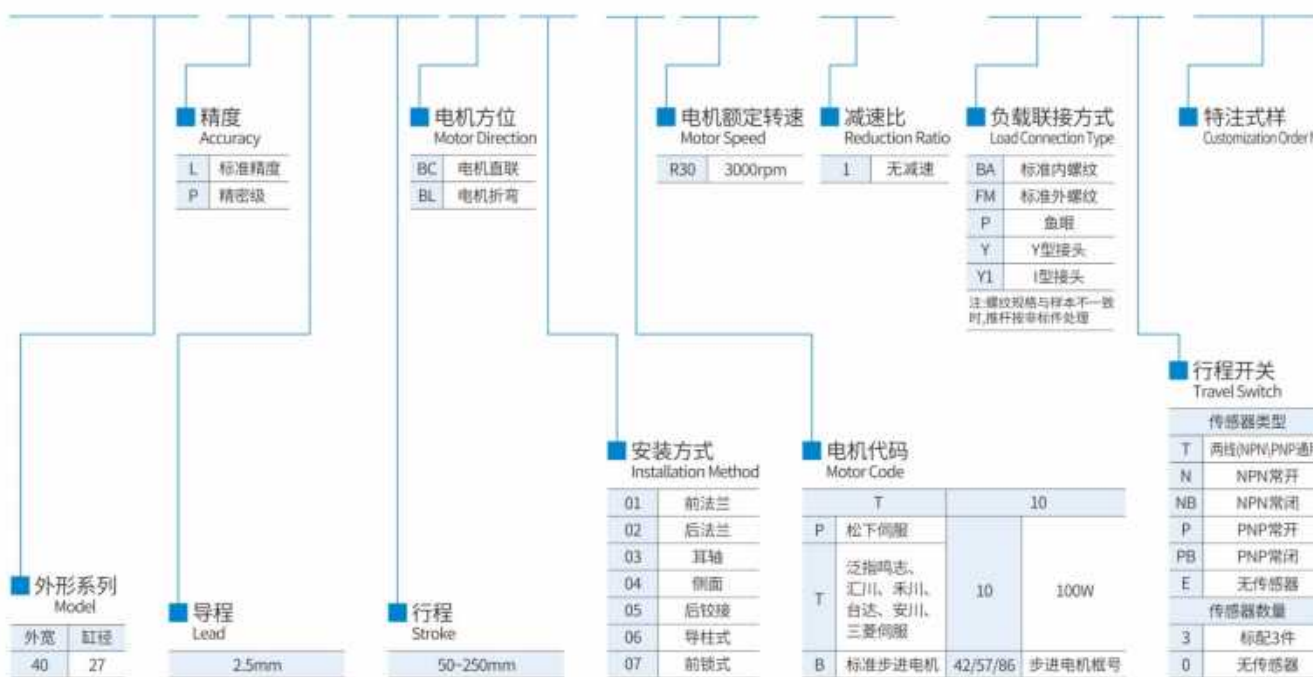 精度
Accuracy
L 标准精度
P 精密级
电机方位
Motor Direction
BC 电机直联
BL 电机折弯
电机额定转速
Motor Speed
R30 3000rpm
减速比
Reduction Ratio
1 无减速
负载联接方式
Load Connection Type
BA 标准内螺纹
FM 标准外螺纹
P 鱼眼
Y Y型接头
Y1 I型接头
注:螺纹规格与样本不一致
时,推杆按非标件处理
特注式样
Customization Order
行程开关
Travel Switch
传感器类型
T 两线(NPN\PNP通
N NPN常开
NB NPN常闭
P PNP常开
PB PNP常闭
E 无传感器
传感器数量
3 标配3件
0 无传感器
安装方式
Installation Method
01 前法兰
02 后法兰
03 耳轴
04 侧面
05 后铰接
06 导柱式
07 前锁式
电机代码
Motor Code
T 10
P 松下伺服
T 泛指鸣志、
汇川、禾川、
台达、安川、
三菱伺服
10 100W
B 标准步进电机 42/57/86 步进电机框号
外形系列
Model
外宽 缸径
40 27
导程
Lead
2.5mm
行程
Stroke
50-250mm